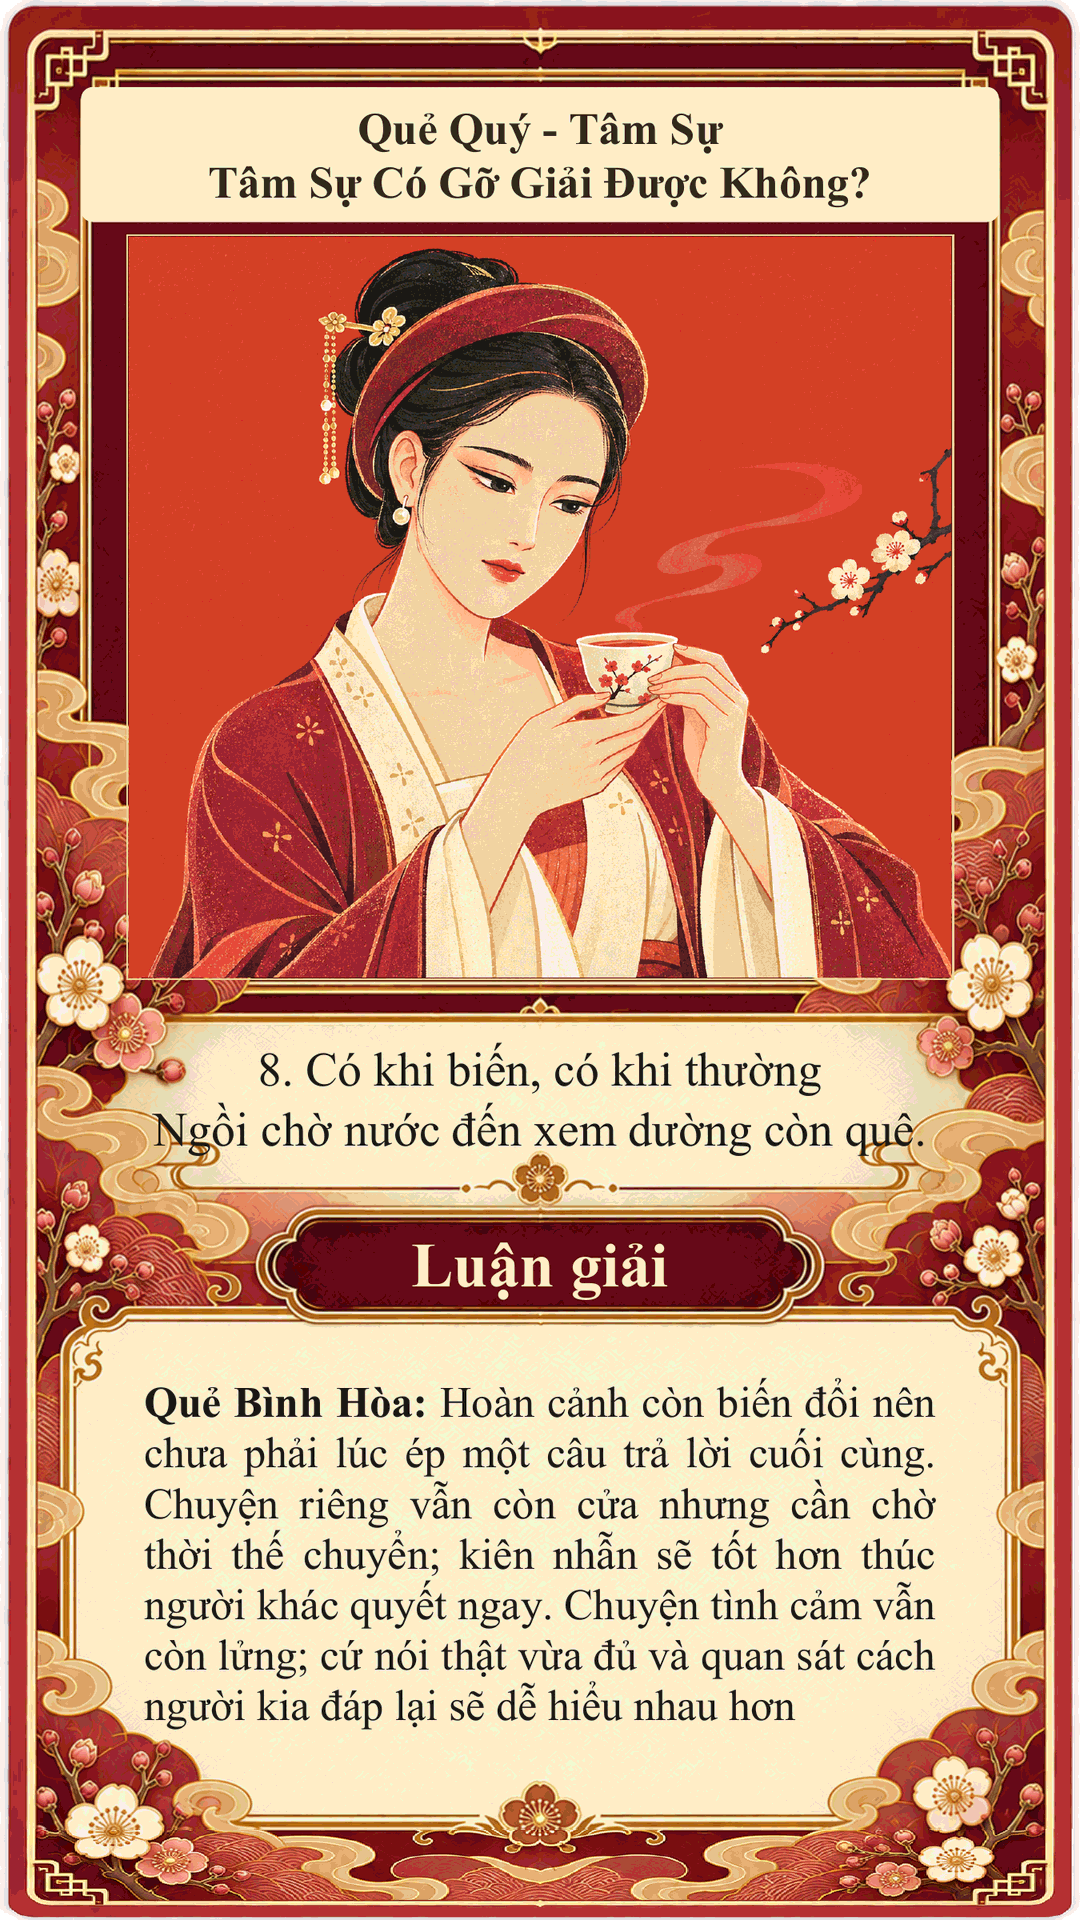 Quẻ Quý - Tâm Sự
Tâm Sự Có Gỡ Giải Được Không?
8. Có khi biến, có khi thường
Ngồi chờ nước đến xem dường còn quê.
Luận giải
Quẻ Bình Hòa: Hoàn cảnh còn biến đổi nên
chưa phải lúc ép một câu trả lời cuối cùng.
Chuyện riêng vẫn còn cửa nhưng cần chờ
thời thế chuyển; kiên nhẫn sẽ tốt hơn thúc
người khác quyết ngay. Chuyện tình cảm vẫn
còn lửng; cứ nói thật vừa đủ và quan sát cách
người kia đáp lại sẽ dễ hiểu nhau hơn